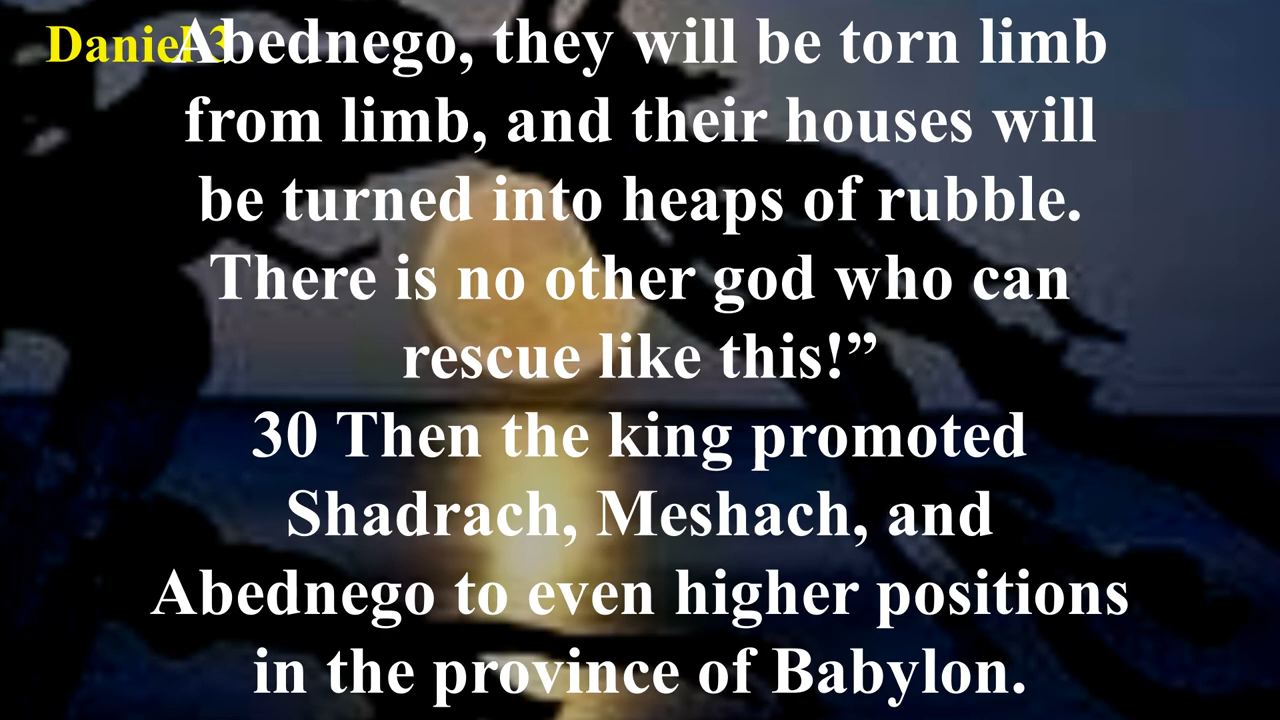 Daniel 3
Abednego, they will be torn limb
from limb, and their houses will
be turned into heaps of rubble.
There is no other god who can
rescue like this!”
30 Then the king promoted
Shadrach, Meshach, and
Abednego to even higher positions
in the province of Babylon.